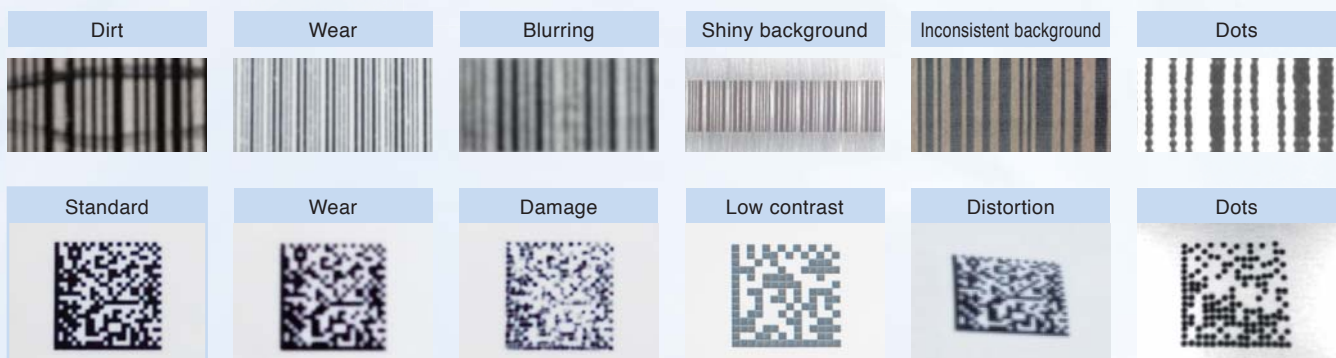 Dirt
Wear
Blurring
Shiny background
Inconsistent background
Dots
Standard
Wear
Damage
Low contrast
Distortion
Dots